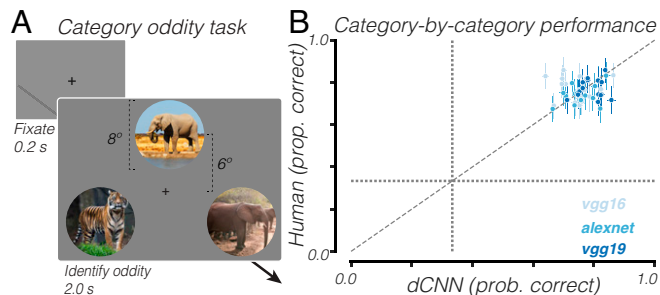 A
Category oddity task
Fixate
0.2 s
8°
6°
Identify oddity
2.0 s
B
Category-by-category performance
Human (prop. correct)
1.0
0.0
vgg16
alexnet
vgg19
0.0
1.0
dCNN (prob. correct)